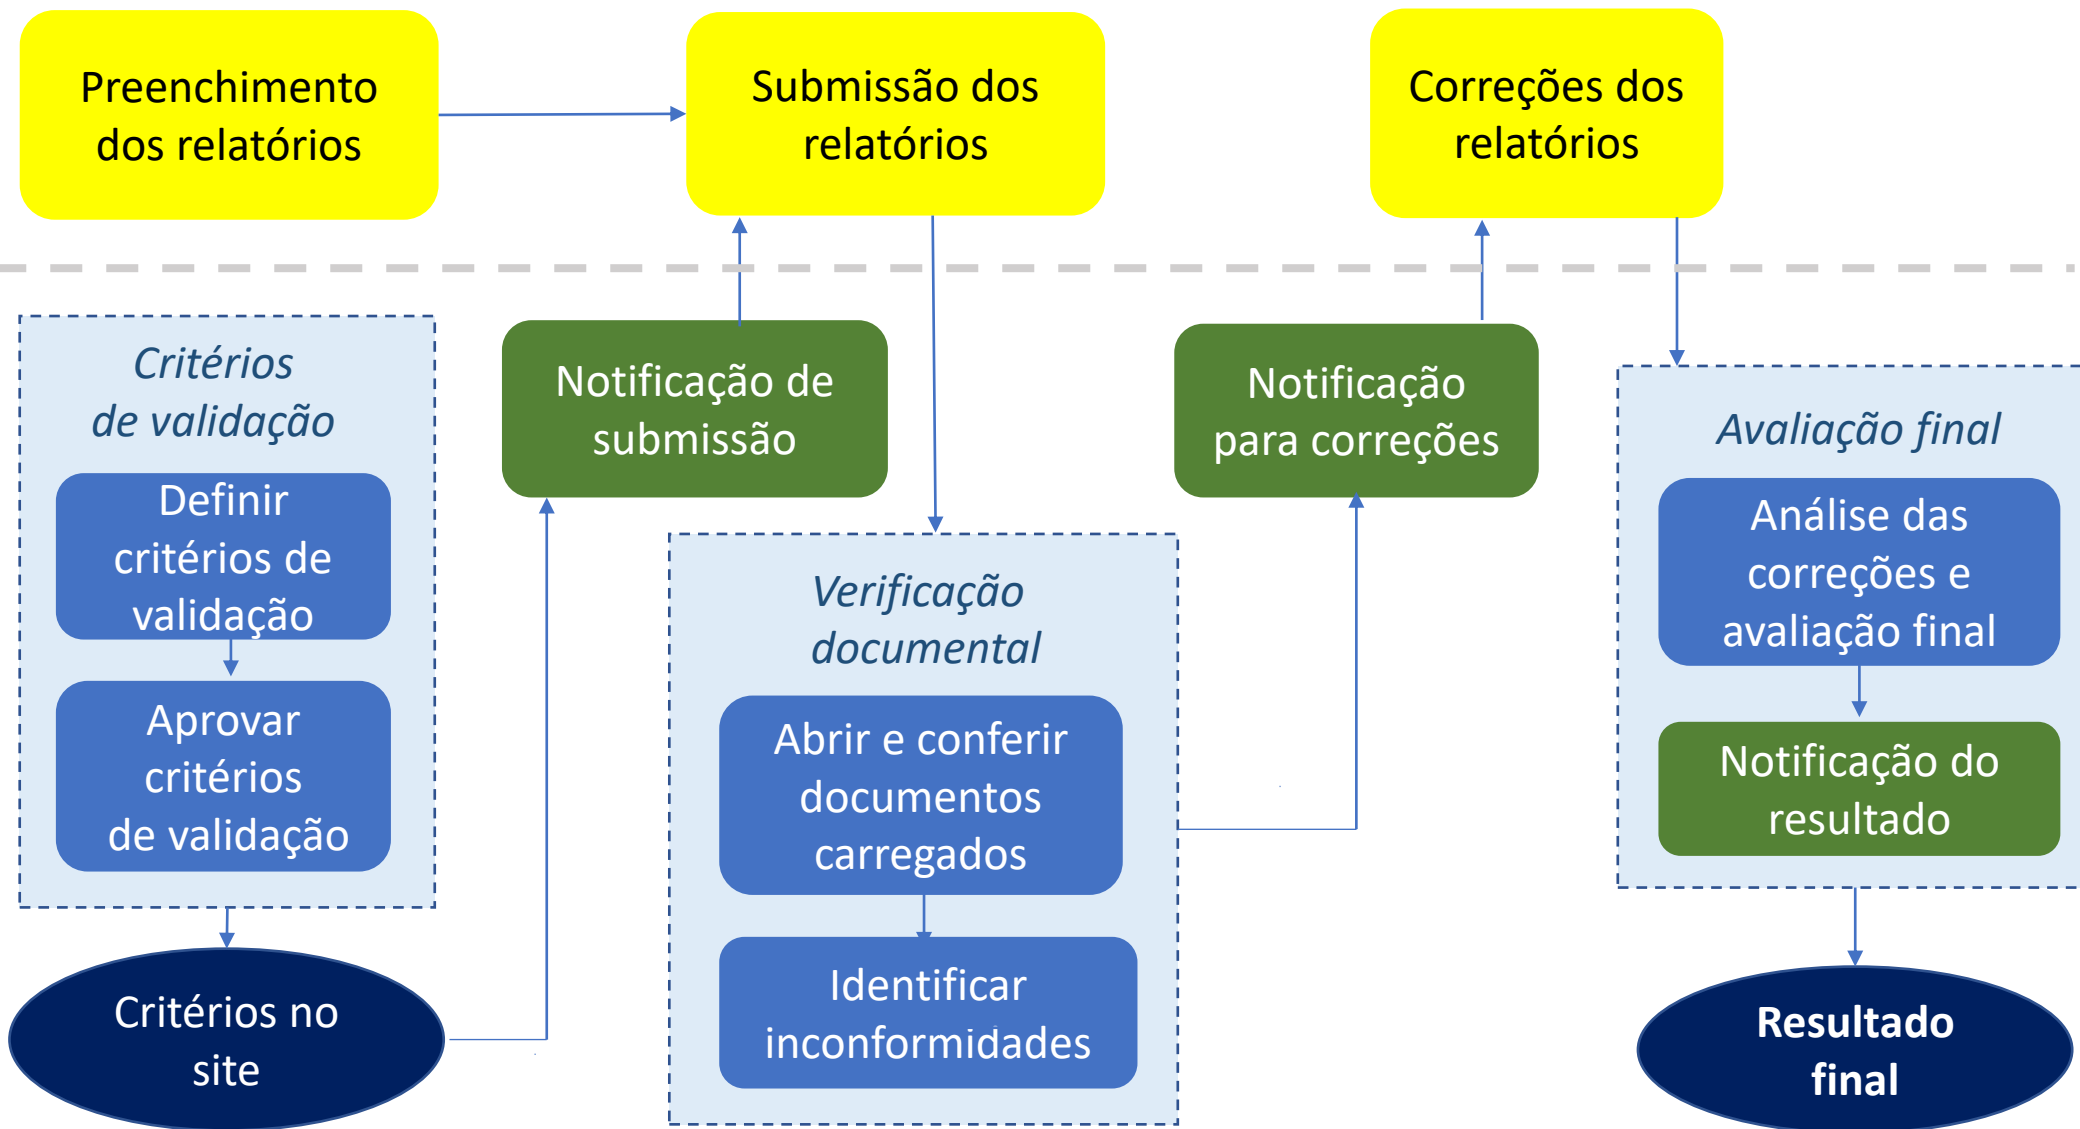 Preenchimento
dos relatórios
Submissão dos
relatórios
Correções dos
relatórios
Critérios
de validação
Definir
critérios de
validação
Aprovar
critérios
de validação
Critérios no
site
Notificação de
submissão
Verificação
documental
Abrir e conferir
documentos
carregados
Identificar
inconformidades
Notificação
para correções
Avaliação final
Análise das
correções e
avaliação final
Notificação do
resultado
Resultado
final